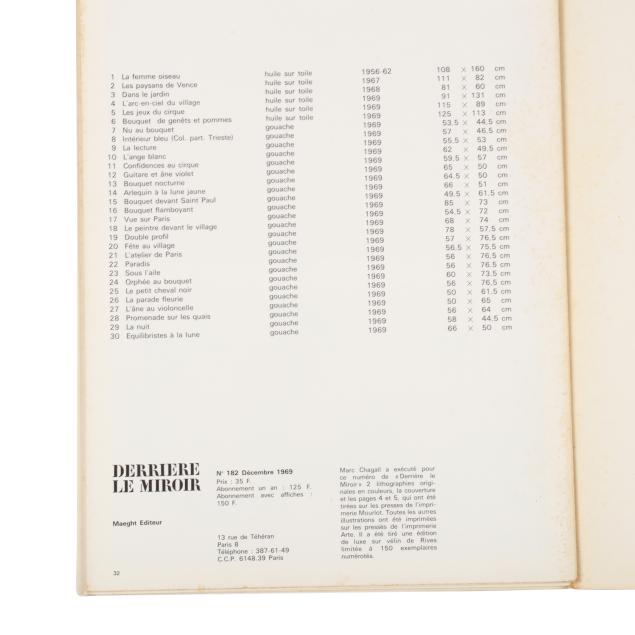 1 La femme oiseau huile sur toile 1956-62 108 × 160 cm
2 Les paysans de Vence huile sur toile 1967 111 × 82 cm
3 Dans le jardin huile sur toile 1968 81 × 60 cm
4 L'arc-en-ciel du village huile sur toile 1969 91 × 131 cm
5 Les jeux du cirque huile sur toile 1969 115 × 89 cm
6 Bouquet de genêts et pommes huile sur toile 1969 125 × 113 cm
7 Nu au bouquet gouache 1969 53.5 × 44,5 cm
8 Intérieur bleu (Col. part. Trieste) gouache 1969 57 × 46,5 cm
9 La lecture gouache 1969 55.5 × 53 cm
10 L'ange blanc gouache 1969 62 × 49,5 cm
11 Confidences au cirque gouache 1969 59.5 × 57 cm
12 Guitare et âne violet gouache 1969 65 × 50 cm
13 Bouquet nocturne gouache 1969 64.5 × 50 cm
14 Arlequin à la lune jaune gouache 1969 66 × 51 cm
15 Bouquet devant Saint Paul gouache 1969 49.5 × 61.5 cm
16 Bouquet flamboyant gouache 1969 85 × 73 cm
17 Vue sur Paris gouache 1969 54,5 × 72 cm
18 Le peintre devant le village gouache 1969 68 × 74 cm
19 Double profil gouache 1969 78 × 57.5 cm
20 Fête au village gouache 1969 57 × 76,5 cm
21 L'atelier de Paris gouache 1969 56.5 × 75.5 cm
22 Paradis gouache 1969 56 × 76,5 cm
23 Sous l'aile gouache 1969 56 × 76.5 cm
24 Orphée au bouquet gouache 1969 60 × 73.5 cm
25 Le petit cheval noir gouache 1969 56 × 76,5 cm
26 La parade fleurie gouache 1969 50 × 61.5 cm
27 L'âne au violoncelle gouache 1969 50 × 65 cm
28 Promenade sur les quais gouache 1969 56 × 64 cm
29 La nuit gouache 1969 58 × 44.5 cm
30 Equilibristes à la lune gouache 1969 66 × 50 cm
DERRIERE
LE MIROIR
Maeght Editeur
N° 182 Décembre 1969
Prix : 35 F.
Abonnement un an : 125 F.
Abonnement avec affiches :
150 F.
13 rue de Téhéran
Paris 8
Téléphone : 387-61-49
C.C.P. 6148.39 Paris
Marc Chagall a exécuté pour
ce numéro de «Derrière le
Miroir» 2 lithographies origi-
nales en couleurs, la couverture
et les pages 4 et 5, qui ont été
tirées sur les presses de l'impri-
merie Mourlot. Toutes les autres
illustrations ont été imprimées
sur les presses de l'imprimerie
Arte. Il a été tiré une édition
de luxe sur vélin de Rives
limitée à 150 exemplaires
numérotés.
32